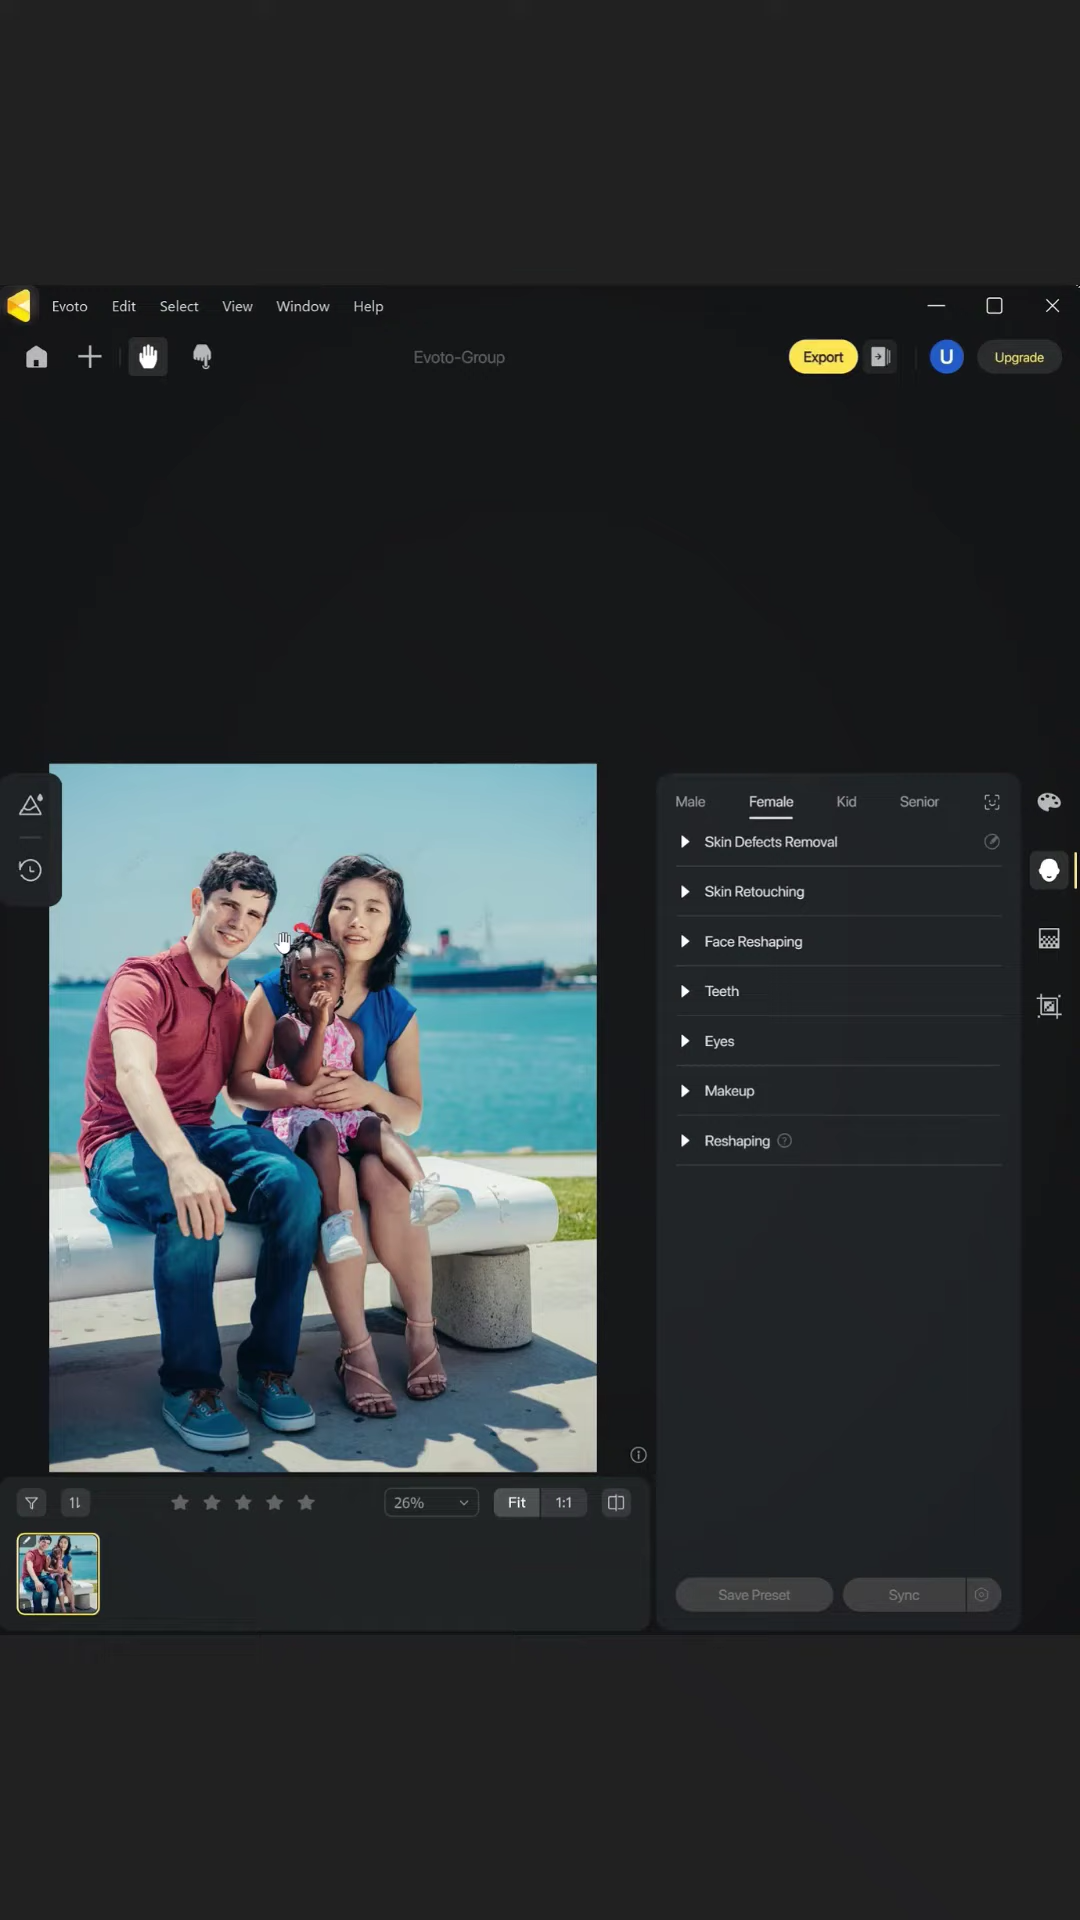 Evoto Edit Select View Window Help
Evoto-Group
Export
U
Upgrade
Male Female Kid Senior
Skin Defects Removal
Skin Retouching
Face Reshaping
Teeth
Eyes
Makeup
Reshaping ?
26% Fit 1:1
Save Preset Sync